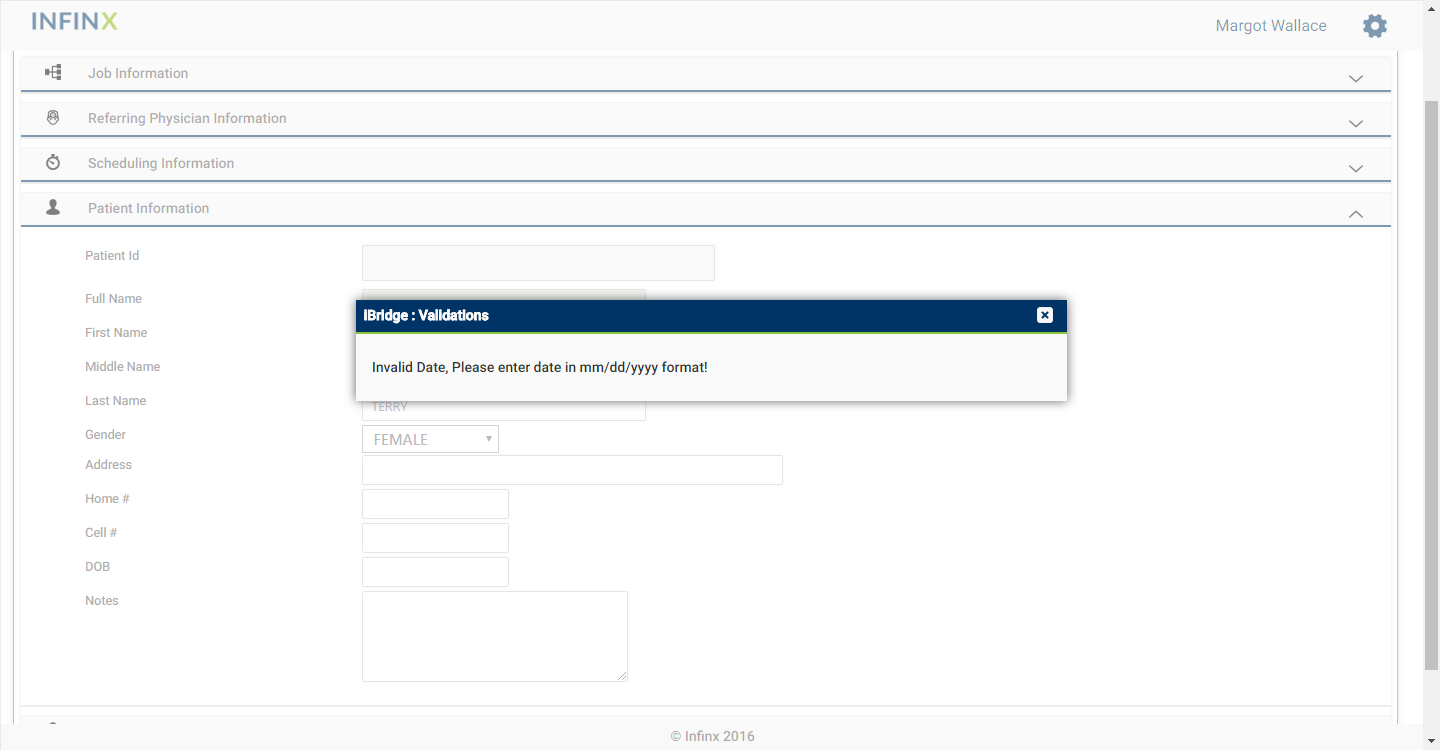 INFINX
Margot Wallace
Job Information
Referring Physician Information
Scheduling Information
Patient Information
Patient Id
Full Name
iBridge : Validations
First Name
Invalid Date, Please enter date in mm/dd/yyyy format!
Middle Name
Last Name
TERRY
Gender
FEMALE
Address
Home #
Cell #
DOB
Notes
© Infinx 2016